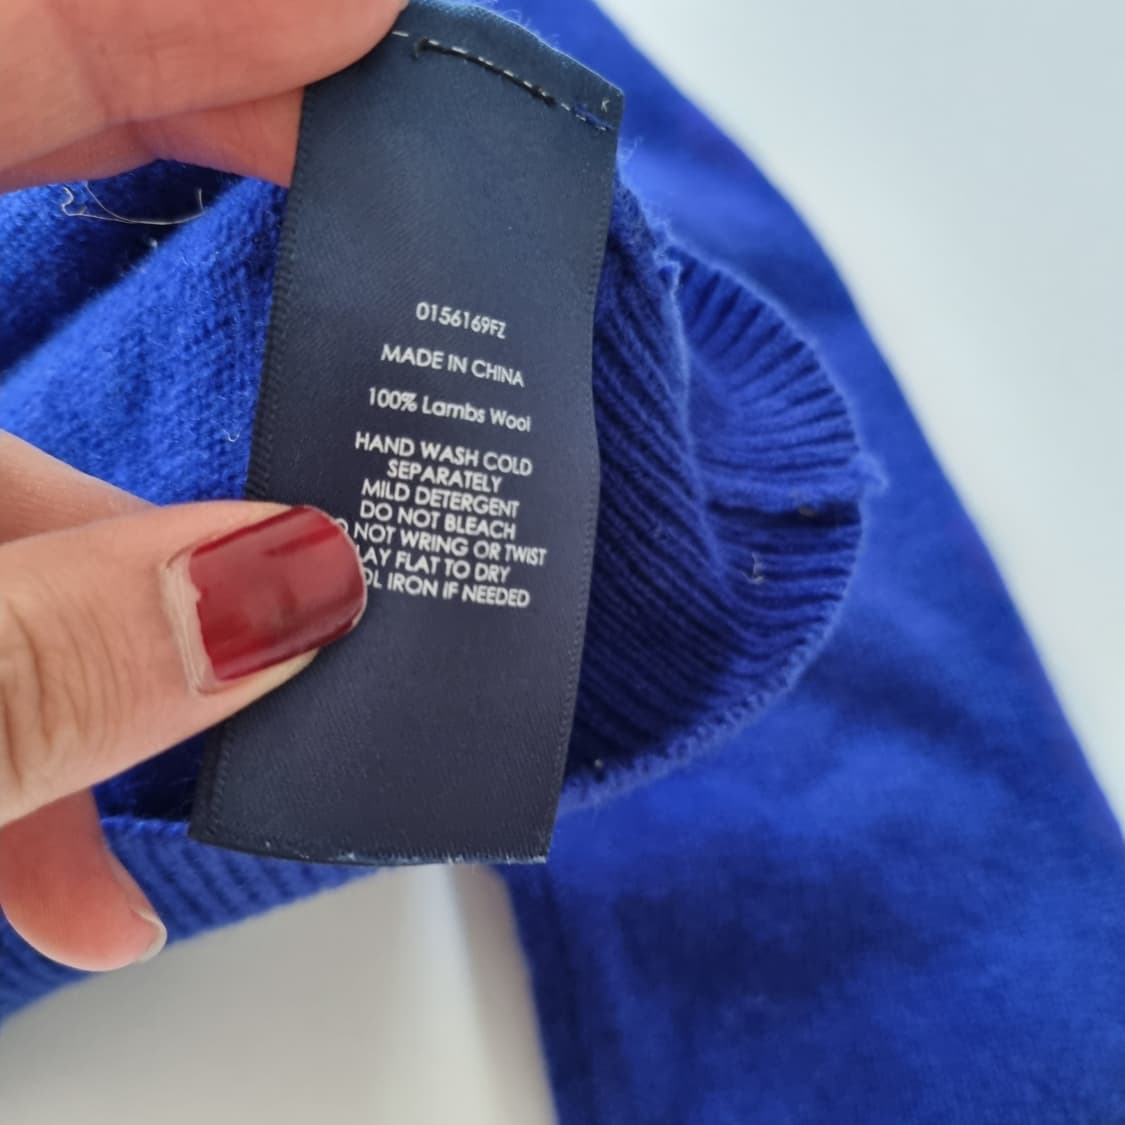 0156169FZ
MADE IN CHINA
100% Lambs Wool
HAND WASH COLD
SEPARATELY
MILD DETERGENT
DO NOT BLEACH
NOT WRING OR TWIST
FLAT TO DRY
IRON IF NEEDED